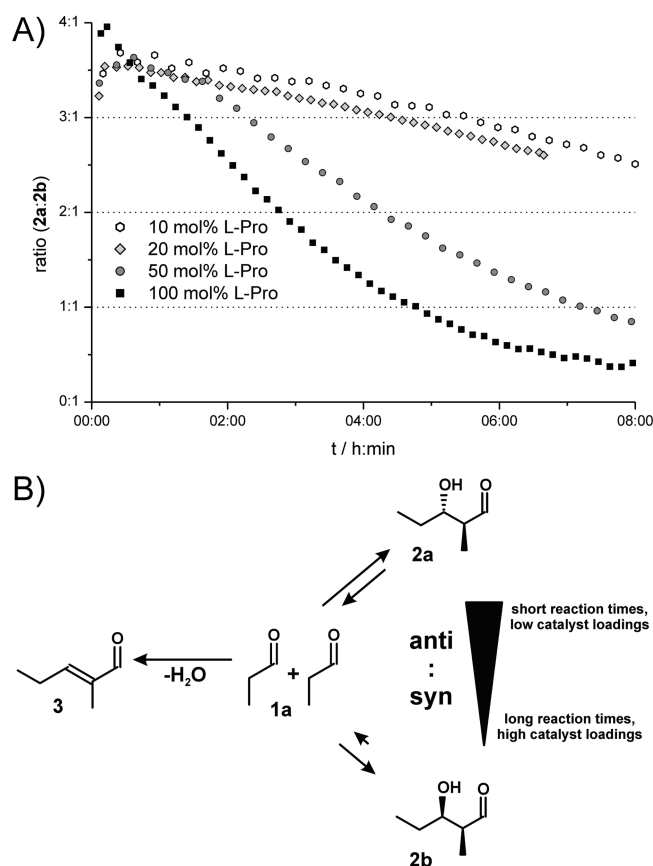 A)
4:1
3:1
2:1
1:1
0:1
ratio (2a:2b)
10 mol% L-Pro
20 mol% L-Pro
50 mol% L-Pro
100 mol% L-Pro
00:00 02:00 04:00 06:00 08:00
t / h:min
B)
OH O
2a
short reaction times,
low catalyst loadings
anti
:
syn
long reaction times,
high catalyst loadings
O
3
-H₂O
O O
+
1a
OH O
2b